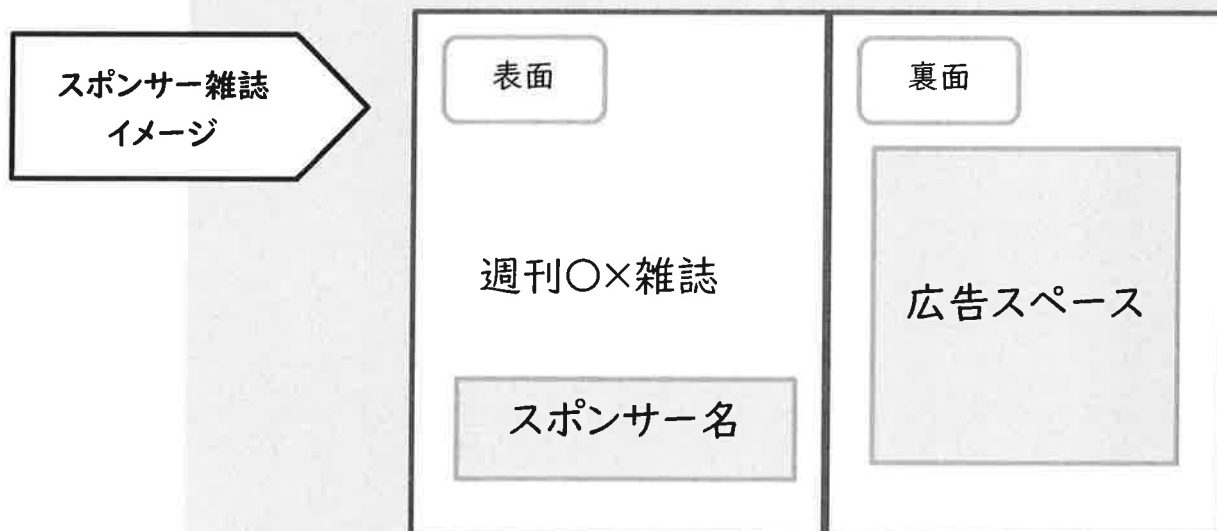 スポンサー雑誌
イメージ
表面
週刊○×雑誌
スポンサー名
裏面
広告スペース